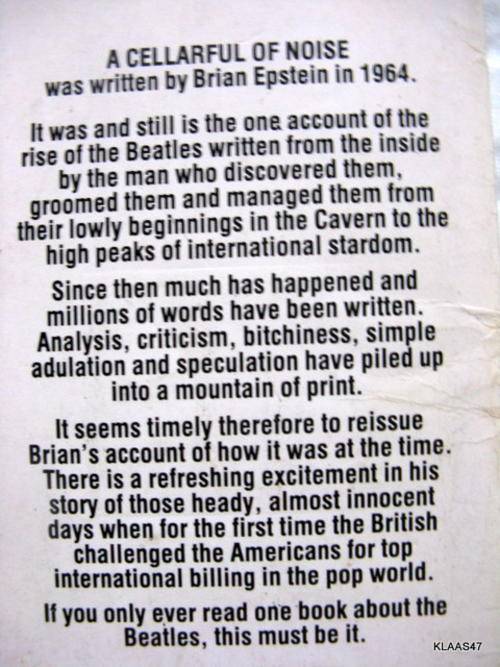 A CELLARFUL OF NOISE
was written by Brian Epstein in 1964.
It was and still is the one account of the
rise of the Beatles written from the inside
by the man who discovered them,
groomed them and managed them from
their lowly beginnings in the Cavern to the
high peaks of international stardom.
Since then much has happened and
millions of words have been written.
Analysis, criticism, bitchiness, simple
adulation and speculation have piled up
into a mountain of print.
It seems timely therefore to reissue
Brian's account of how it was at the time.
There is a refreshing excitement in his
story of those heady, almost innocent
days when for the first time the British
challenged the Americans for top
international billing in the pop world.
If you only ever read one book about the
Beatles, this must be it.
KLAAS47